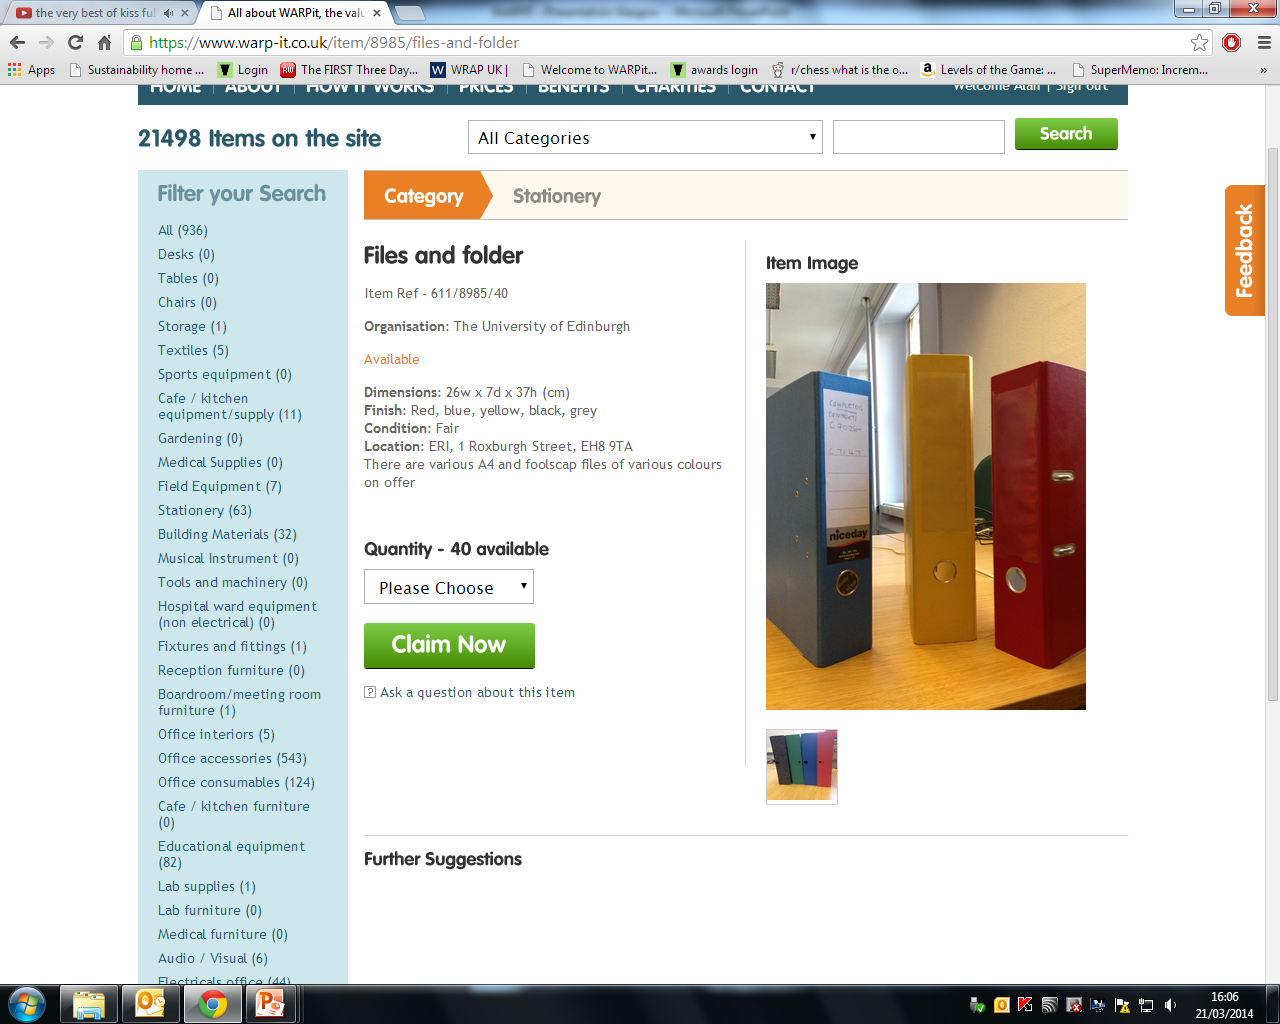 the very best of kiss ful
All about WARPit, the valu
https://www.warp-it.co.uk/item/8985/files-and-folder
Apps
Sustainability home ...
Login
The FIRST Three Day...
WRAP UK |
Welcome to WARPit...
awards login
r/chess what is the o...
Levels of the Game: ...
SuperMemo: Increm...
»
HOME
ABOUT
HOW IT WORKS
PRICES
BENEFITS
CHARITIES
CONTACT
Welcome Alan | Sign out
21498 Items on the site
All Categories
Search
Filter your Search
All (936)
Desks (0)
Tables (0)
Chairs (0)
Storage (1)
Textiles (5)
Sports equipment (0)
Cafe / kitchen
equipment/supply (11)
Gardening (0)
Medical Supplies (0)
Field Equipment (7)
Stationery (63)
Building Materials (32)
Musical Instrument (0)
Tools and machinery (0)
Hospital ward equipment
(non electrical) (0)
Fixtures and fittings (1)
Reception furniture (0)
Boardroom/meeting room
furniture (1)
Office interiors (5)
Office accessories (543)
Office consumables (124)
Cafe / kitchen furniture
(0)
Educational equipment
(82)
Lab supplies (1)
Lab furniture (0)
Medical furniture (0)
Audio / Visual (6)
Electricals office (44)
Category
Stationery
Files and folder
Item Ref - 611/8985/40
Organisation: The University of Edinburgh
Available
Dimensions: 26w x 7d x 37h (cm)
Finish: Red, blue, yellow, black, grey
Condition: Fair
Location: ERI, 1 Roxburgh Street, EH8 9TA
There are various A4 and foolscap files of various colours
on offer
Quantity - 40 available
Please Choose
Claim Now
? Ask a question about this item
Item Image
COMPLETED
niceday
Further Suggestions
Feedback
16:06
21/03/2014